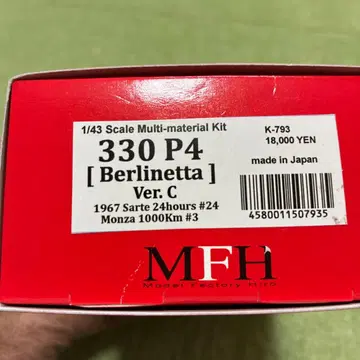 1/43 Scale Multi-material Kit
K-793
18,000 YEN
330 P4
[ Berlinetta ]
Ver. C
made in Japan
1967 Sarte 24hours #24
Monza 1000Km #3
4580011507935
MFH
Model Factory Hiro